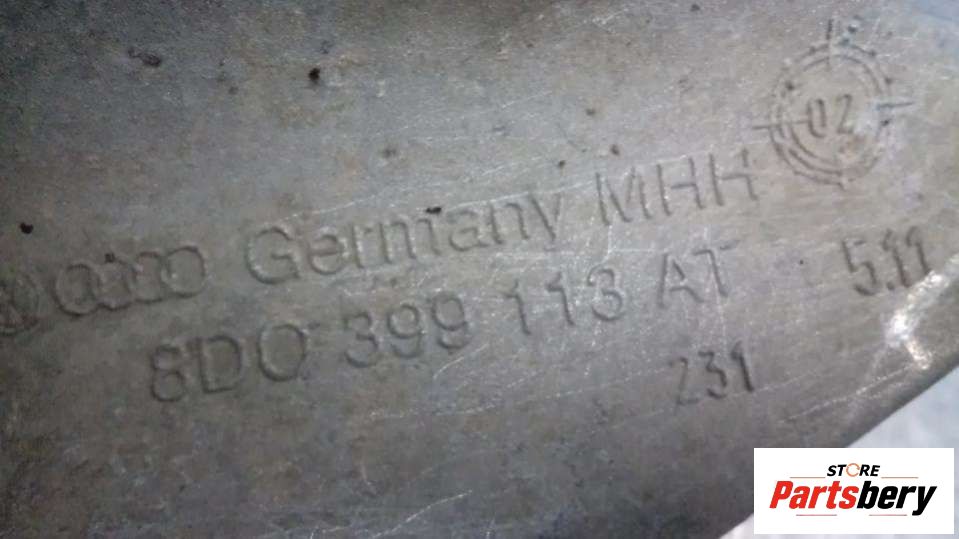 02
Germany MHH
8D0 399 113 AT 5.11
231
STORE
Partsbery